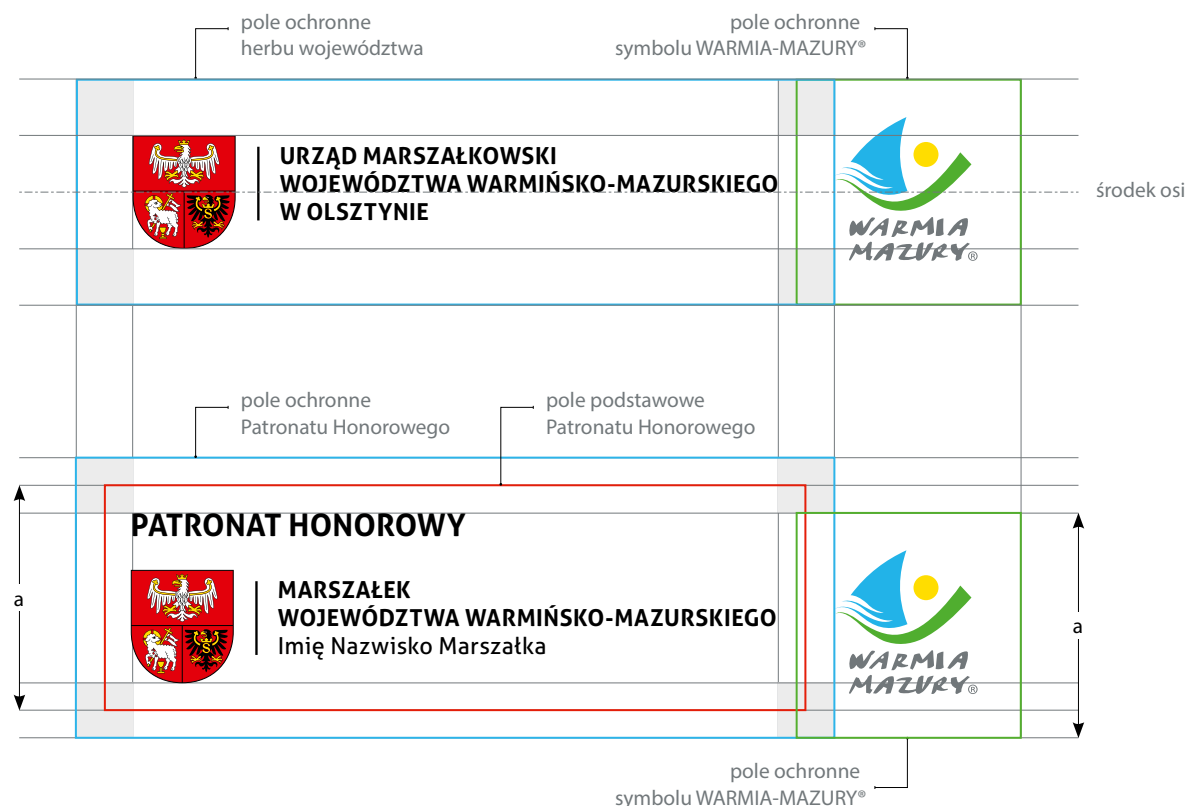 pole ochronne
herbu województwa
pole ochronne
symbolu WARMIA-MAZURY®
URZĄD MARSZAŁKOWSKI
WOJEWÓDZTWA WARMIŃSKO-MAZURSKIEGO
W OLSZTYNIE
WARMIA
MAZURY®
środek osi
pole ochronne
Patronatu Honorowego
pole podstawowe
Patronatu Honorowego
PATRONAT HONOROWY
MARSZAŁEK
WOJEWÓDZTWA WARMIŃSKO-MAZURSKIEGO
Imię Nazwisko Marszałka
WARMIA
MAZURY®
a
a
pole ochronne
symbolu WARMIA-MAZURY®